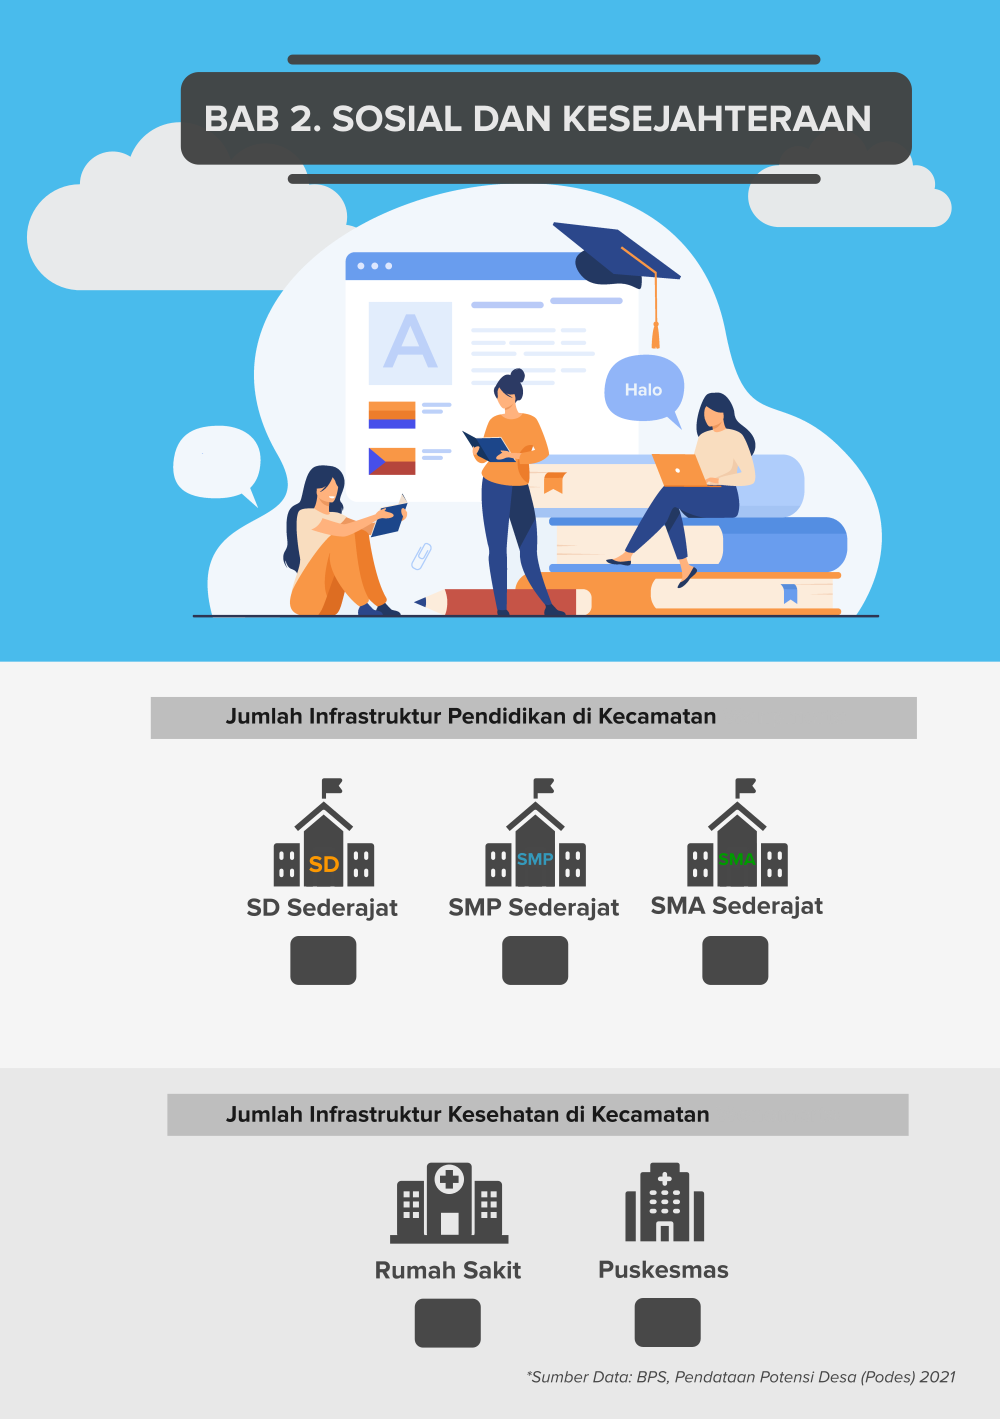 BAB 2. SOSIAL DAN KESEJAHTERAAN
A
Halo
Jumlah Infrastruktur Pendidikan di Kecamatan
SD
SMP
SMA
SD Sederajat
SMP Sederajat
SMA Sederajat
Jumlah Infrastruktur Kesehatan di Kecamatan
Rumah Sakit
Puskesmas
*Sumber Data: BPS, Pendataan Potensi Desa (Podes) 2021